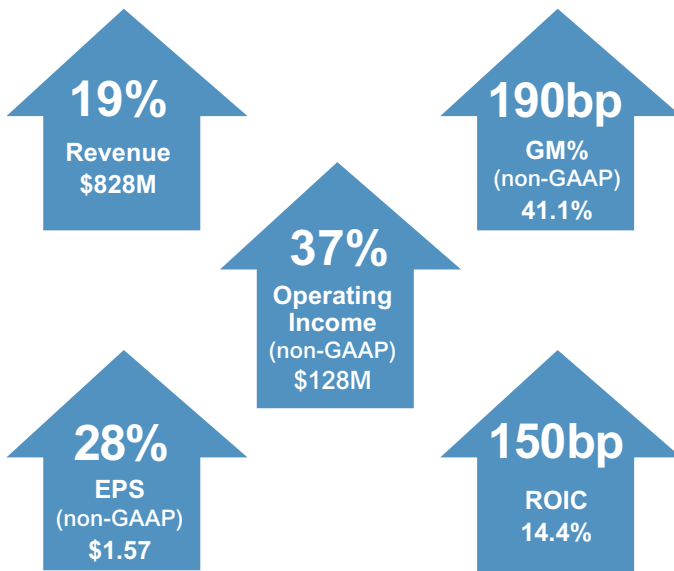 19%
Revenue
$828M
190bp
GM%
(non-GAAP)
41.1%
37%
Operating
Income
(non-GAAP)
$128M
28%
EPS
(non-GAAP)
$1.57
150bp
ROIC
14.4%